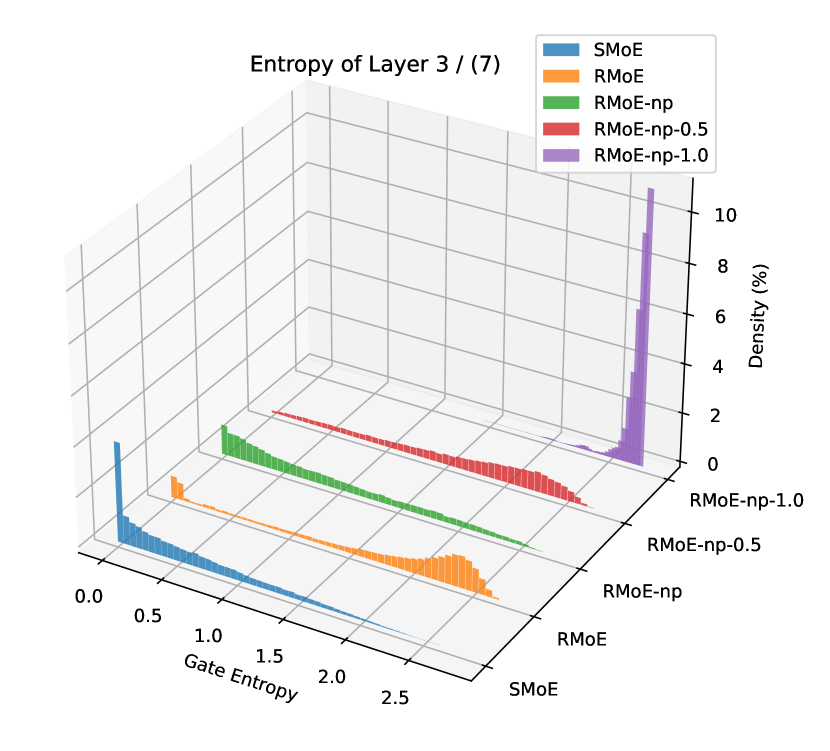 Entropy of Layer 3 / (7)
SMoE
RMoE
RMoE-np
RMoE-np-0.5
RMoE-np-1.0
10
8
6
4
2
0
Density (%)
RMoE-np-1.0
RMoE-np-0.5
RMoE-np
RMoE
SMoE
0.0
0.5
1.0
1.5
2.0
2.5
Gate Entropy